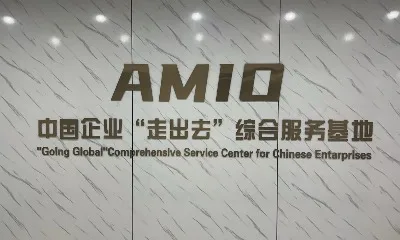 AMIO
中国企业“走出去”综合服务基地
"Going Global"Comprehensive Service Center for Chinese Entarprises